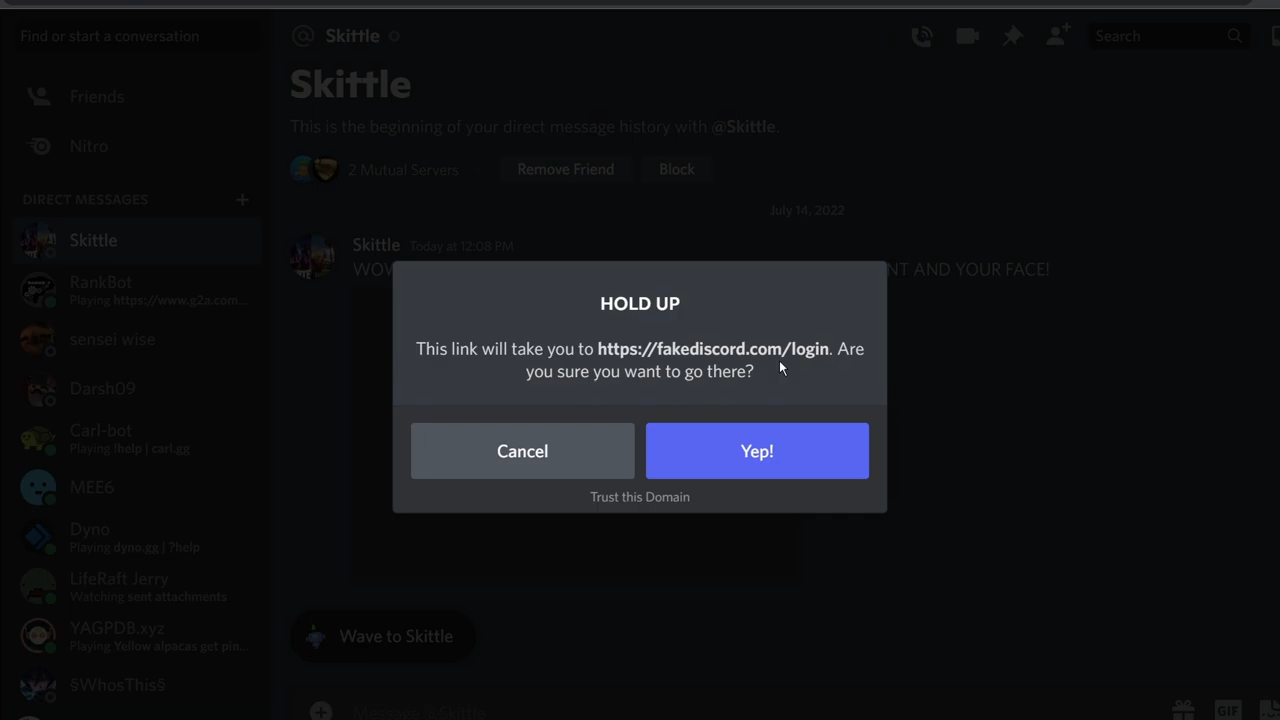 Find or start a conversation
Friends
Nitro
DIRECT MESSAGES +
Skittle
RankBot
Playing https://www.g2a.com...
sensei wise
Darsh09
Carl-bot
Playing !help | carl.gg
MEE6
Dyno
Playing dyno.gg | ?help
LifeRaft Jerry
Watching sent attachments
YAGPDB.xyz
Playing Yellow alpacas get pin...
§WhosThis§
@ Skittle
Search
Skittle
This is the beginning of your direct message history with @Skittle.
2 Mutual Servers Remove Friend Block
July 14, 2022
Skittle Today at 12:08 PM
AND YOUR FACE!
HOLD UP
This link will take you to https://fakediscord.com/login. Are
you sure you want to go there?
Cancel Yep!
Trust this Domain
Wave to Skittle
Message @Skittle
GIF